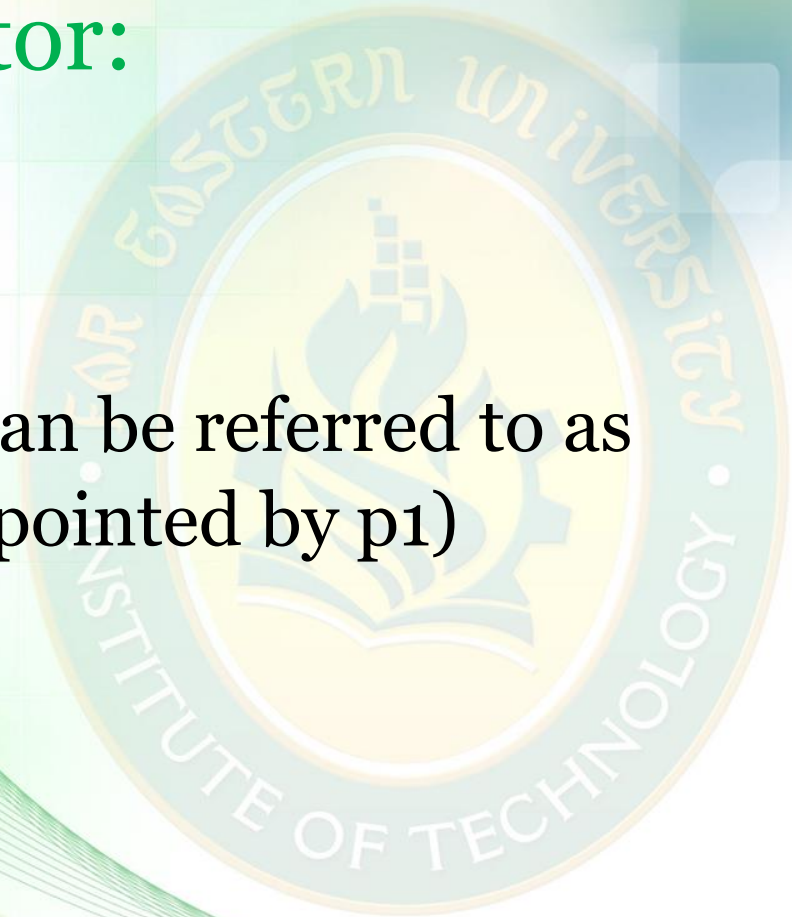 tor:
FAR EASTERN UNIVERSITY
an be referred to as
pointed by p1)
INSTITUTE OF TECHNOLOGY